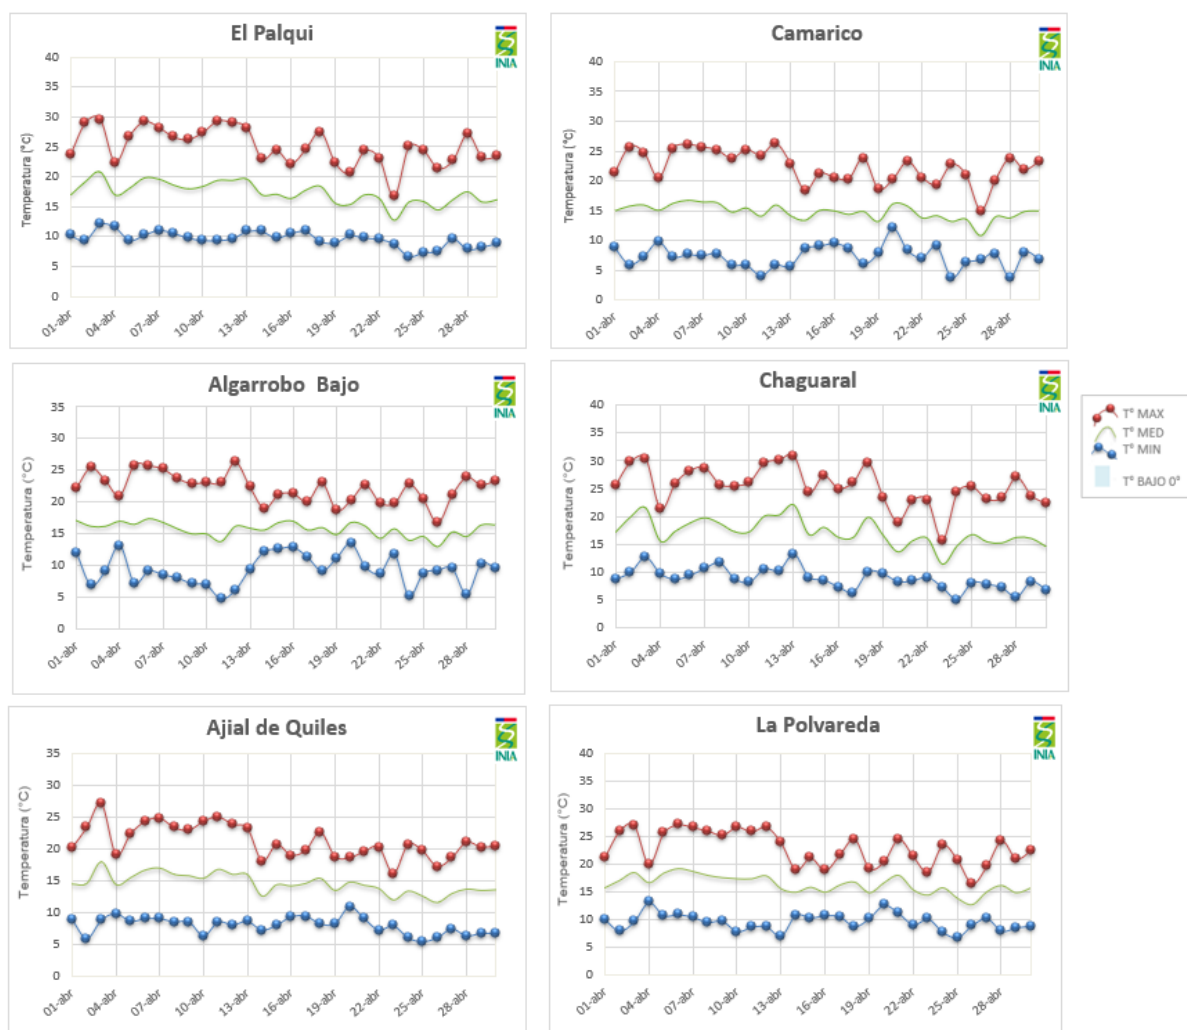 El Palqui
INIA
Temperatura (°C)
40
35
30
25
20
15
10
5
0
01-abr
04-abr
07-abr
10-abr
13-abr
16-abr
19-abr
22-abr
25-abr
28-abr
Camarico
INIA
Temperatura (°C)
40
35
30
25
20
15
10
5
0
01-abr
04-abr
07-abr
10-abr
13-abr
16-abr
19-abr
22-abr
25-abr
28-abr
Algarrobo Bajo
INIA
Temperatura (°C)
35
30
25
20
15
10
5
0
01-abr
04-abr
07-abr
10-abr
13-abr
16-abr
19-abr
22-abr
25-abr
28-abr
Chaguaral
INIA
Temperatura (°C)
40
35
30
25
20
15
10
5
0
01-abr
04-abr
07-abr
10-abr
13-abr
16-abr
19-abr
22-abr
25-abr
28-abr
T° MAX
T° MED
T° MIN
T° BAJO 0°
Ajial de Quiles
INIA
Temperatura (°C)
35
30
25
20
15
10
5
0
01-abr
04-abr
07-abr
10-abr
13-abr
16-abr
19-abr
22-abr
25-abr
28-abr
La Polvareda
INIA
Temperatura (°C)
40
35
30
25
20
15
10
5
0
01-abr
04-abr
07-abr
10-abr
13-abr
16-abr
19-abr
22-abr
25-abr
28-abr